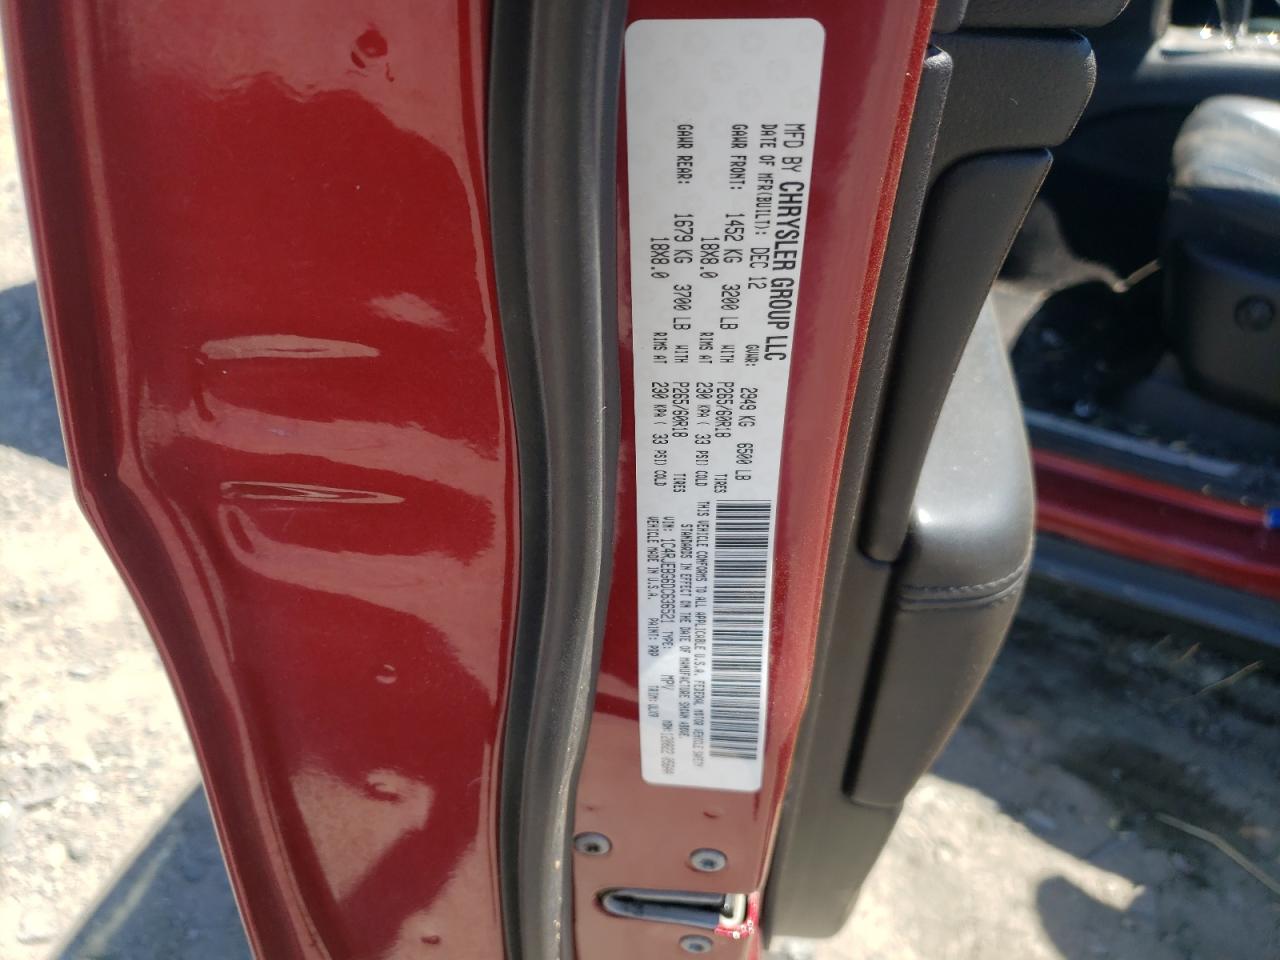 MFD BY CHRYSLER GROUP LLC
DATE OF MFR(BUILT): DEC 12 GVWR: 2949 KG 6500 LB
GAWR FRONT: 1452 KG 3200 LB WITH P265/60R18 TIRES
18X8.0 RIMS AT 230 KPA( 33 PSI) COLD
GAWR REAR: 1679 KG 3700 LB WITH P265/60R18 TIRES
18X8.0 RIMS AT 230 KPA( 33 PSI) COLD
THIS VEHICLE CONFORMS TO ALL APPLICABLE U.S.A. FEDERAL MOTOR VEHICLE SAFETY
STANDARDS IN EFFECT ON THE DATE OF MANUFACTURE SHOWN ABOVE.
VIN: 1C4RJEBG6DC636521 TYPE: MPV MDH:
VEHICLE MADE IN U.S.A. PAINT: PRP TRIM: